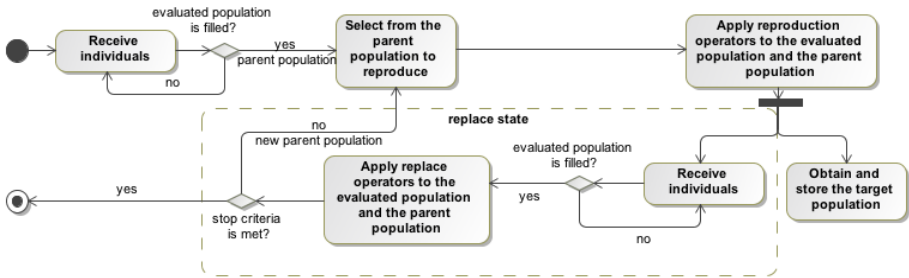 evaluated population
is filled?
Receive
individuals
yes
parent population
no
Select from the
parent
population to
reproduce
Apply reproduction
operators to the evaluated
population and the parent
population
replace state
no
new parent population
evaluated population
is filled?
Receive
individuals
Obtain and
store the target
population
yes
no
Apply replace
operators to the
evaluated population
and the parent
population
yes
stop criteria
is met?